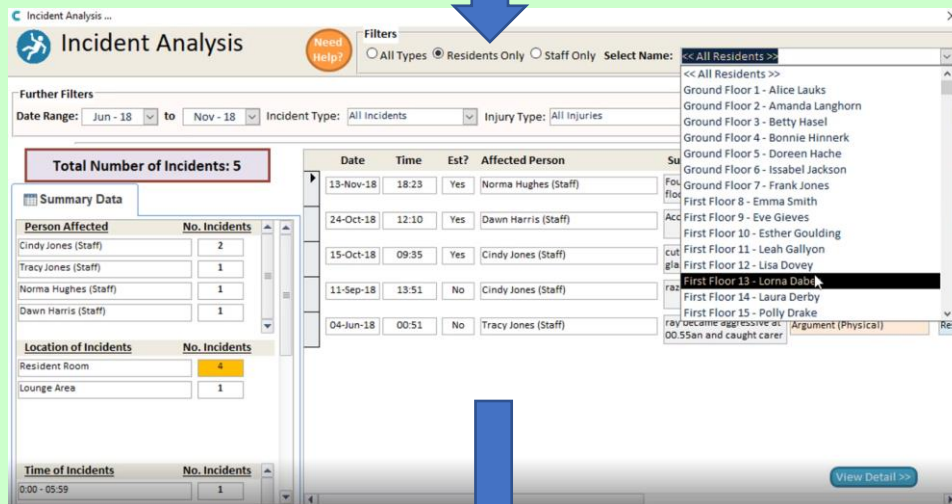 Incident Analysis ...
Incident Analysis
Need Help?
Filters
All Types Residents Only Staff Only Select Name: << All Residents >>
<< All Residents >>
Ground Floor 1 - Alice Lauks
Ground Floor 2 - Amanda Langhorn
Ground Floor 3 - Betty Hasel
Ground Floor 4 - Bonnie Hinnerk
Ground Floor 5 - Doreen Hache
Ground Floor 6 - Issabel Jackson
Ground Floor 7 - Frank Jones
First Floor 8 - Emma Smith
First Floor 9 - Eve Gieves
First Floor 10 - Esther Goulding
First Floor 11 - Leah Gallyon
First Floor 12 - Lisa Dovey
First Floor 13 - Lorna
First Floor 14 - Laura Derby
First Floor 15 - Polly Drake
Further Filters
Date Range: Jun - 18 to Nov - 18 Incident Type: All Incidents Injury Type: All Injuries
Total Number of Incidents: 5
Summary Data
Person Affected No. Incidents
Cindy Jones (Staff) 2
Tracy Jones (Staff) 1
Norma Hughes (Staff) 1
Dawn Harris (Staff) 1
Location of Incidents No. Incidents
Resident Room 4
Lounge Area 1
Time of Incidents No. Incidents
0:00 - 05:59 1
Date Time Est? Affected Person
13-Nov-18 18:23 Yes Norma Hughes (Staff)
24-Oct-18 12:10 Yes Dawn Harris (Staff)
15-Oct-18 09:35 Yes Cindy Jones (Staff) cut
11-Sep-18 13:51 No Cindy Jones (Staff)
04-Jun-18 00:51 No Tracy Jones (Staff) ray became aggressive at Argument (Physical)
00.55an and caught carer
View Detail >>